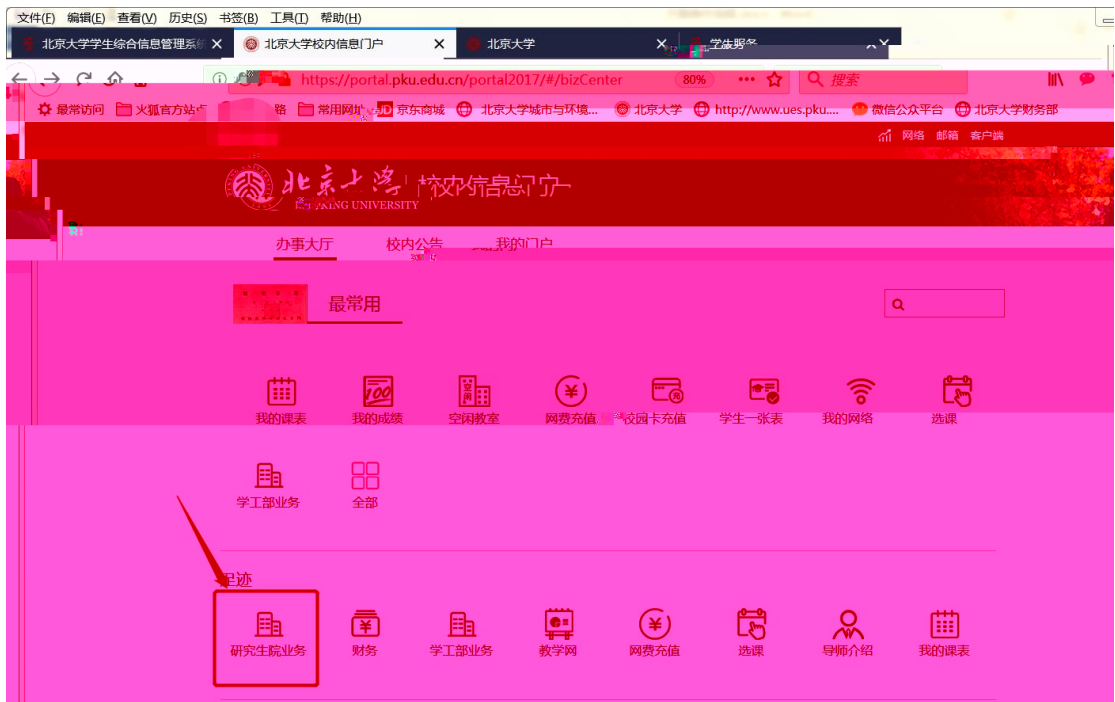 文件(F) 编辑(E) 查看(V) 历史(S) 书签(B) 工具(T) 帮助(H)
北京大学学生综合信息管理系统 北京大学校内信息门户 北京大学
https://portal.pku.edu.cn/portal2017/#/bizCenter 80% 搜索
最常访问 火狐官方站点 常用网址 JD 京东商城 北京大学城市与环境... 北京大学 http://www.ues.pku.... 微信公众平台 北京大学财务部
网络 邮箱 客户端
北京大学 校内信息门户
PEKING UNIVERSITY
办事大厅 校内公告 我的门户
最常用
我的课表 我的成绩 空闲教室 网费充值 校园卡充值 学生一张表 我的网络 选课
学工部业务 全部
足迹
研究生院业务 财务 学工部业务 教学网 网费充值 选课 导师介绍 我的课表